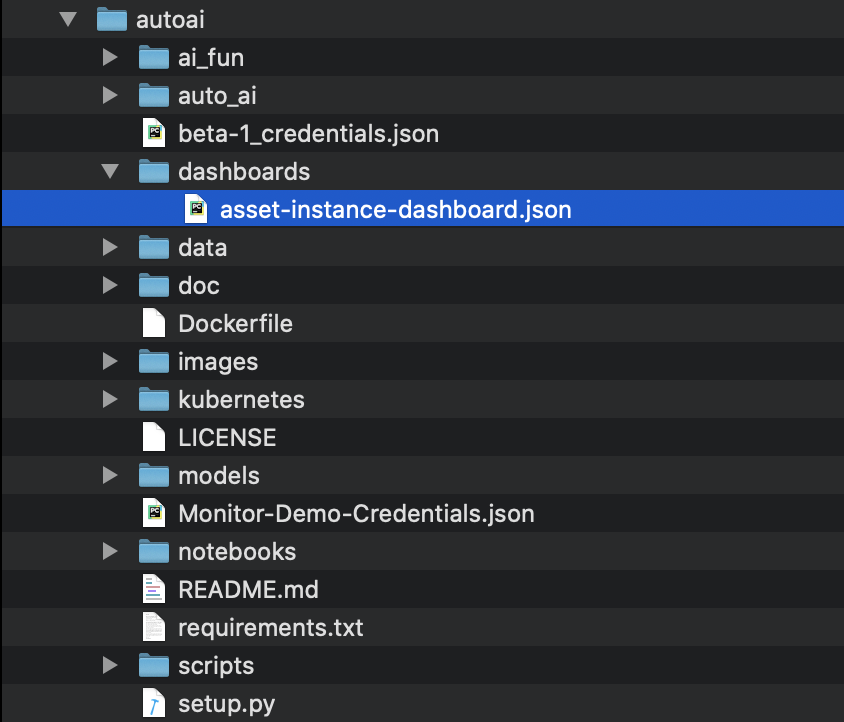 autoai
ai_fun
auto_ai
beta-1_credentials.json
dashboards
asset-instance-dashboard.json
data
doc
Dockerfile
images
kubernetes
LICENSE
models
Monitor-Demo-Credentials.json
notebooks
README.md
requirements.txt
scripts
setup.py